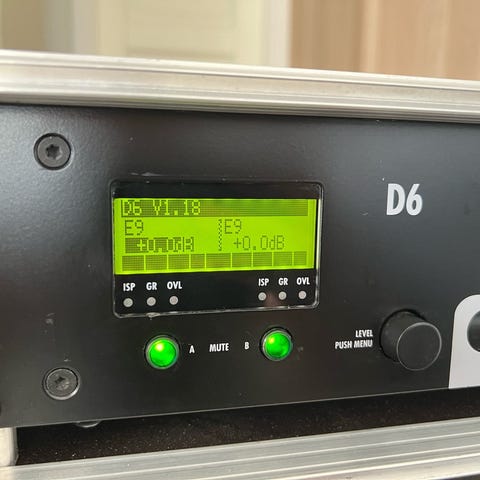 D6 V1.18
E9 E9
+0.0dB +0.0dB
D6
ISP GR OVL ISP GR OVL
A MUTE B
LEVEL
PUSH MENU